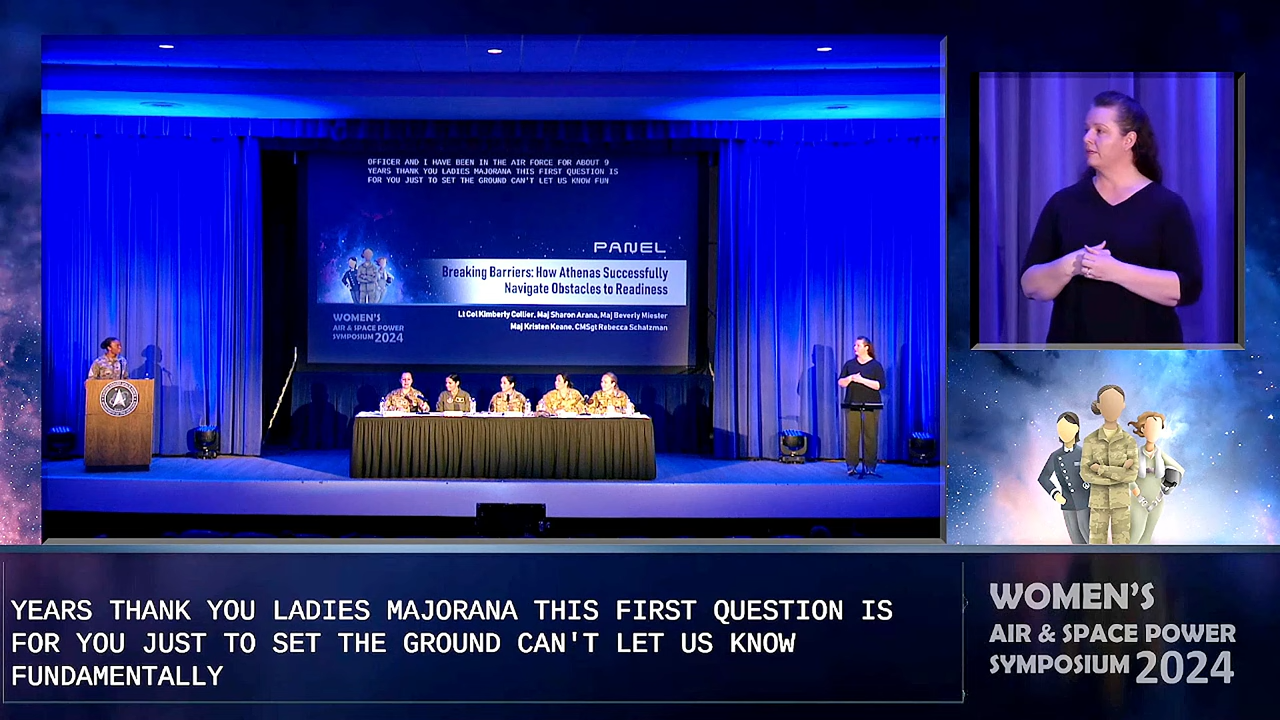 OFFICER AND I HAVE BEEN IN THE AIR FORCE FOR ABOUT 9
YEARS THANK YOU LADIES MAJORANA THIS FIRST QUESTION IS
FOR YOU JUST TO SET THE GROUND CAN'T LET US KNOW FUN
PANEL
Breaking Barriers: How Athenas Successfully
Navigate Obstacles to Readiness
Lt Col Kimberly Collier, Maj Sharon Arana, Maj Beverly Miester
Maj Kristen Keane, CMSgt Rebecca Schatzman
WOMEN'S
AIR & SPACE POWER
SYMPOSIUM 2024
YEARS THANK YOU LADIES MAJORANA THIS FIRST QUESTION IS
FOR YOU JUST TO SET THE GROUND CAN'T LET US KNOW
FUNDAMENTALLY
WOMEN'S
AIR & SPACE POWER
SYMPOSIUM 2024